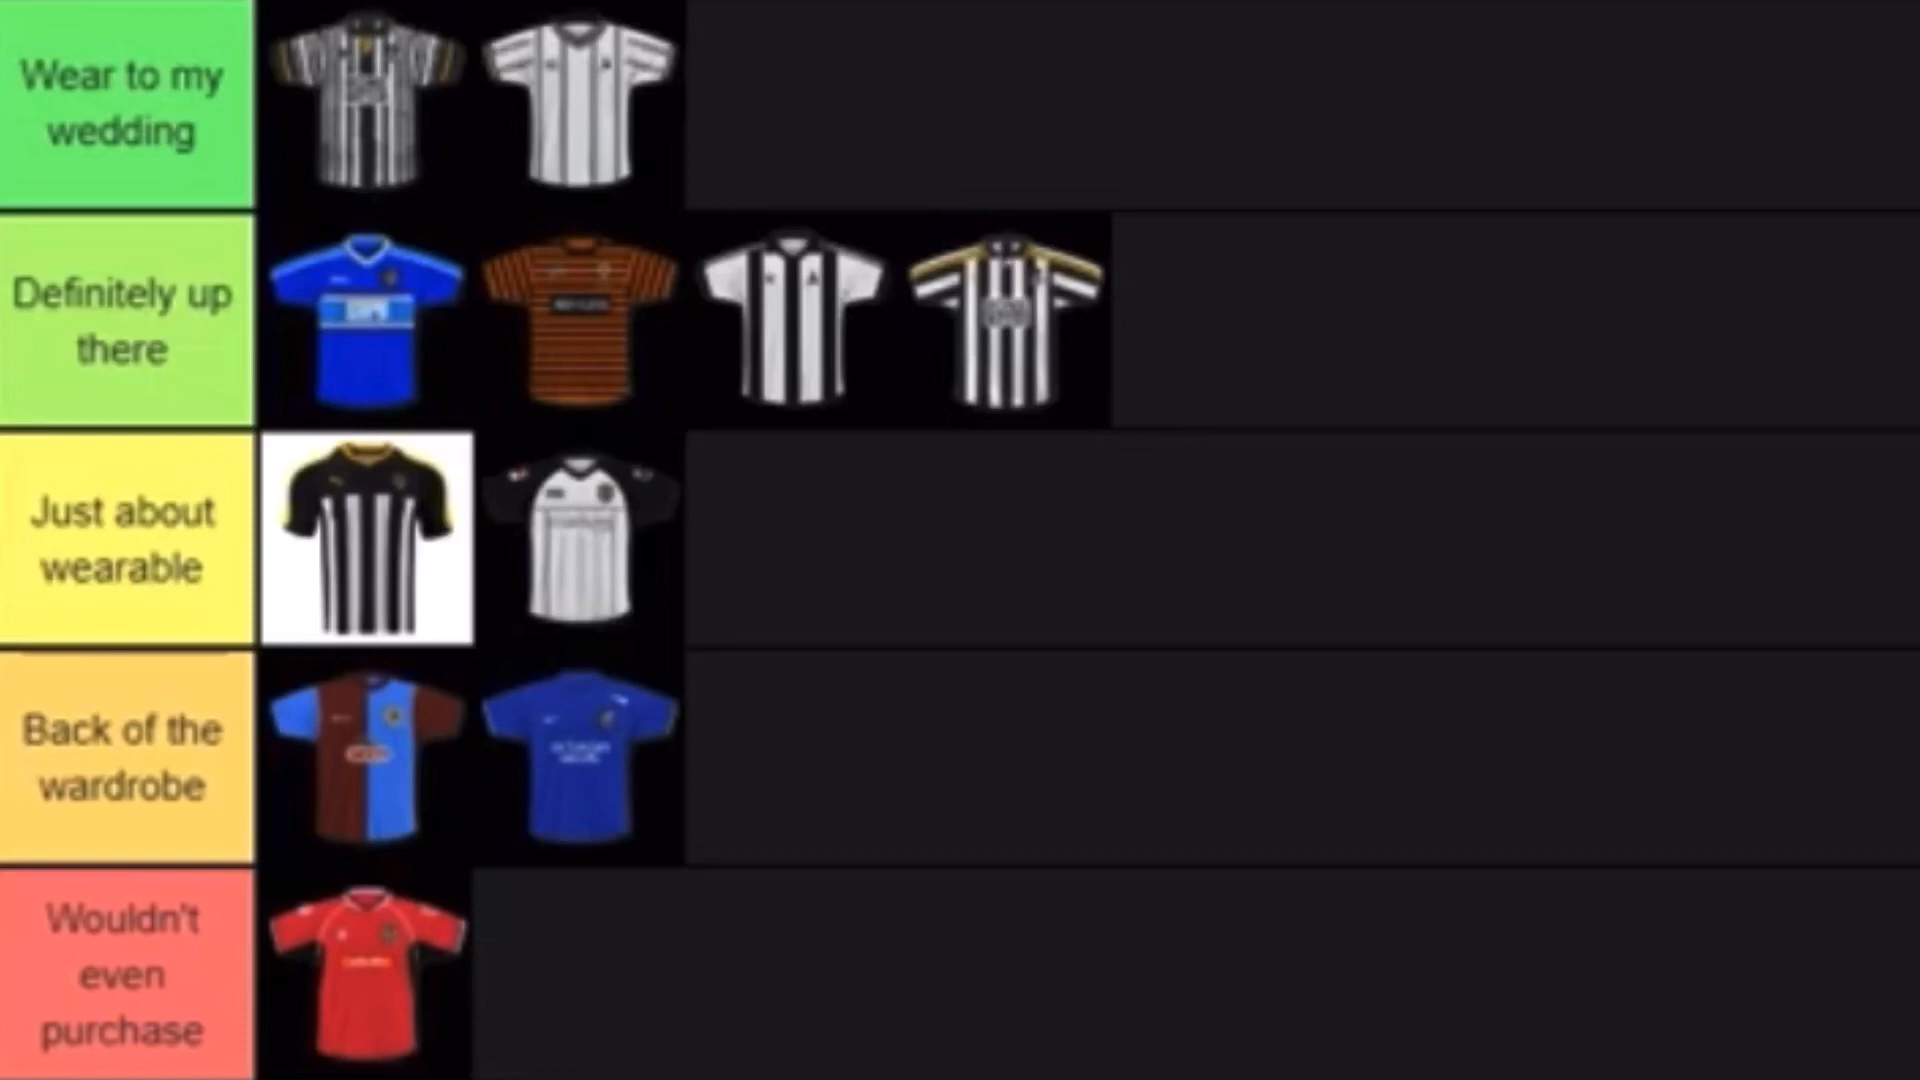 Wear to my
wedding
Definitely up
there
Just about
wearable
Back of the
wardrobe
Wouldn't
even
purchase